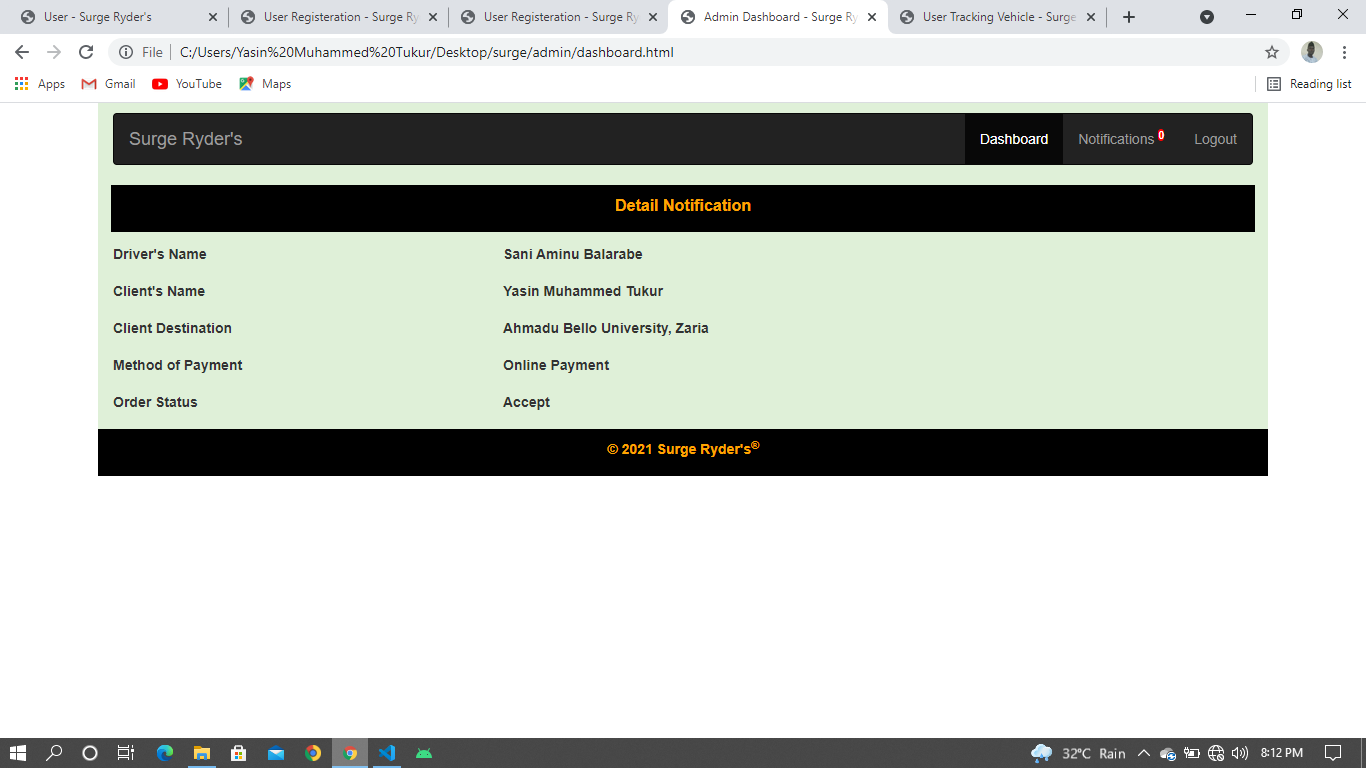 User - Surge Ryder's
User Registeration - Surge Ry
User Registeration - Surge Ry
Admin Dashboard - Surge Ry
User Tracking Vehicle - Surge
File
C:/Users/Yasin%20Muhammed%20Tukur/Desktop/surge/admin/dashboard.html
Apps
Gmail
YouTube
Maps
Reading list
Surge Ryder's
Dashboard
Notifications 0
Logout
Detail Notification
Driver's Name Sani Aminu Balarabe
Client's Name Yasin Muhammed Tukur
Client Destination Ahmadu Bello University, Zaria
Method of Payment Online Payment
Order Status Accept
© 2021 Surge Ryder's®
32°C Rain
8:12 PM